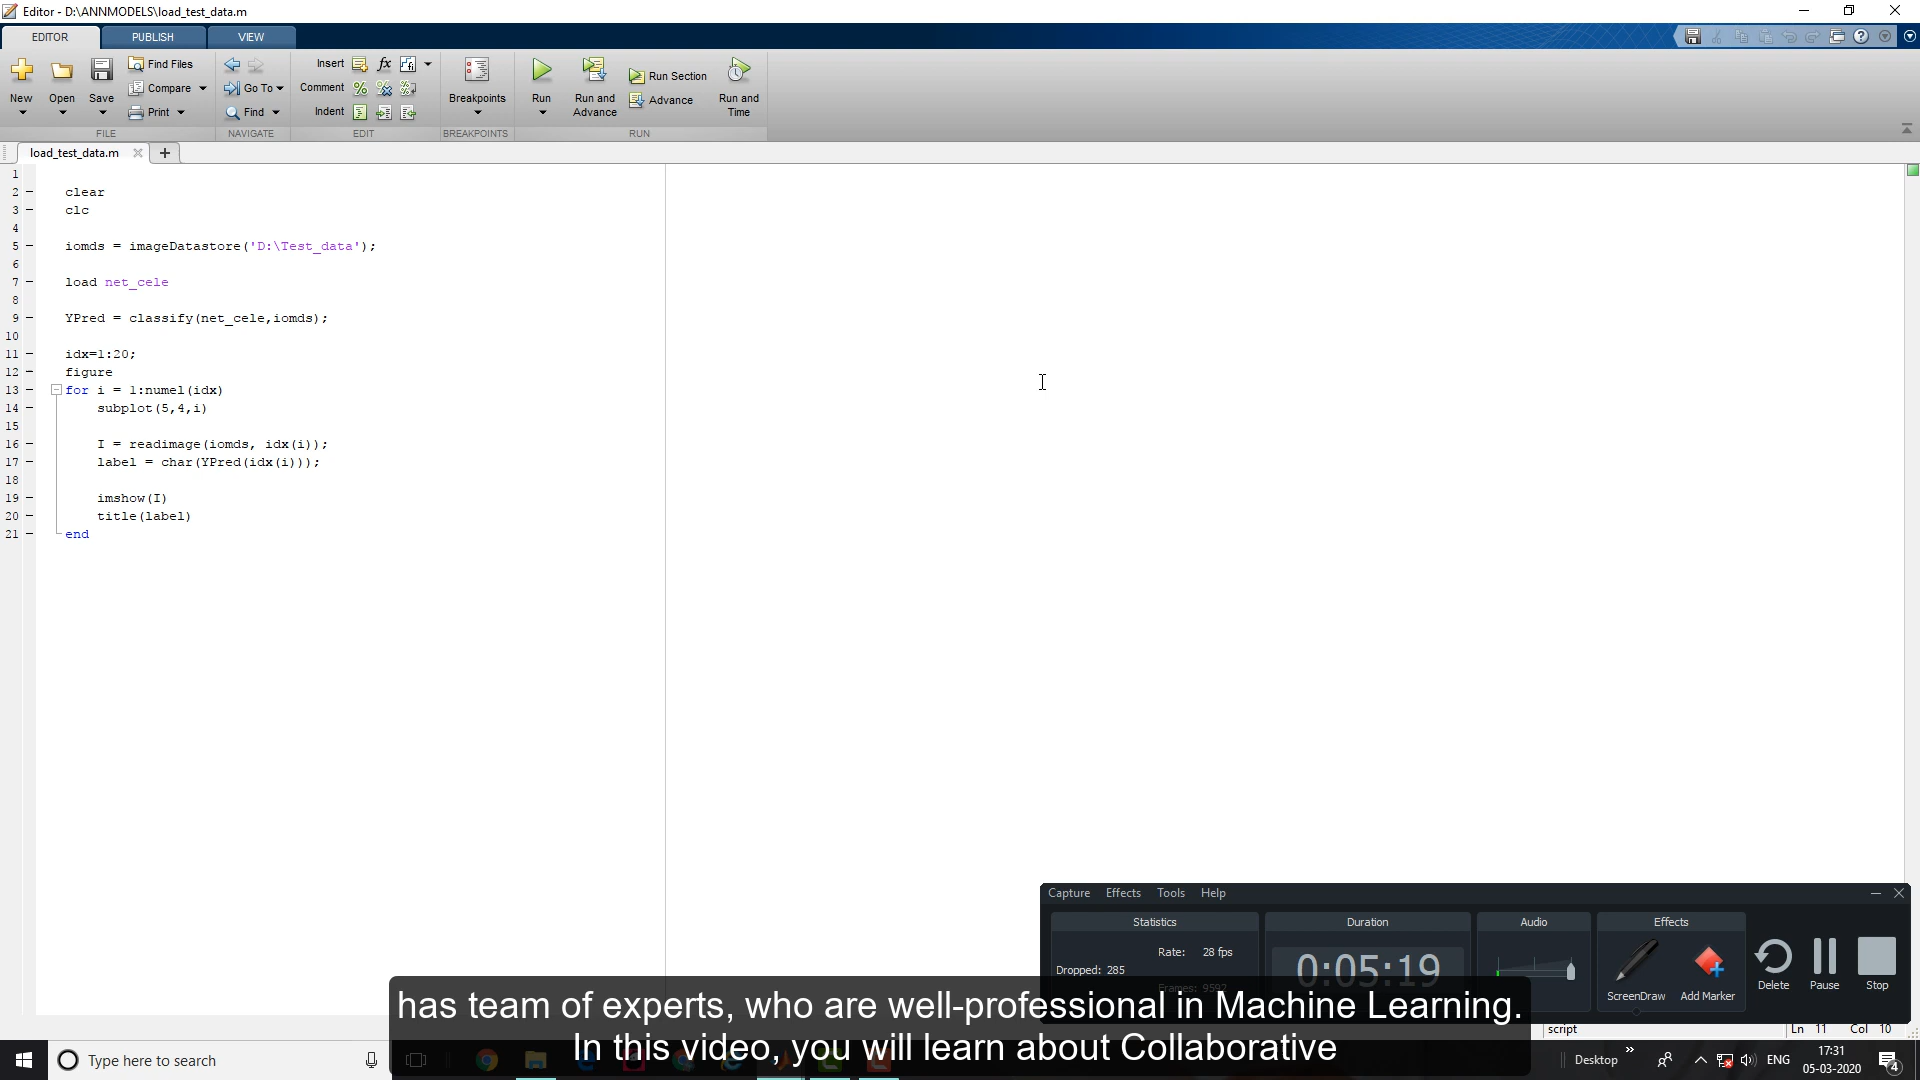 Editor - D:\ANNMODELS\load_test_data.m
EDITOR PUBLISH VIEW
New Open Save
Find Files
Compare
Print
Go To
Find
Insert fx
Comment
Indent
Breakpoints
Run
Run and Advance
Run Section
Advance
Run and Time
FILE NAVIGATE EDIT BREAKPOINTS RUN
load_test_data.m
1
2 clear
3 clc
4
5 iomds = imageDatastore('D:\Test_data');
6
7 load net_cele
8
9 YPred = classify(net_cele,iomds);
10
11 idx=1:20;
12 figure
13 for i = 1:numel(idx)
14 subplot(5,4,i)
15
16 I = readimage(iomds, idx(i));
17 label = char(YPred(idx(i)));
18
19 imshow(I)
20 title(label)
21 end
Capture Effects Tools Help
Statistics Duration Audio Effects
Rate: 28 fps
Dropped: 285
Frames: 9592
0:05:19
ScreenDraw Add Marker Delete Pause Stop
has team of experts, who are well-professional in Machine Learning.
In this video, you will learn about Collaborative
script Ln 11 Col 10
Type here to search
Desktop ENG
17:31
05-03-2020
4